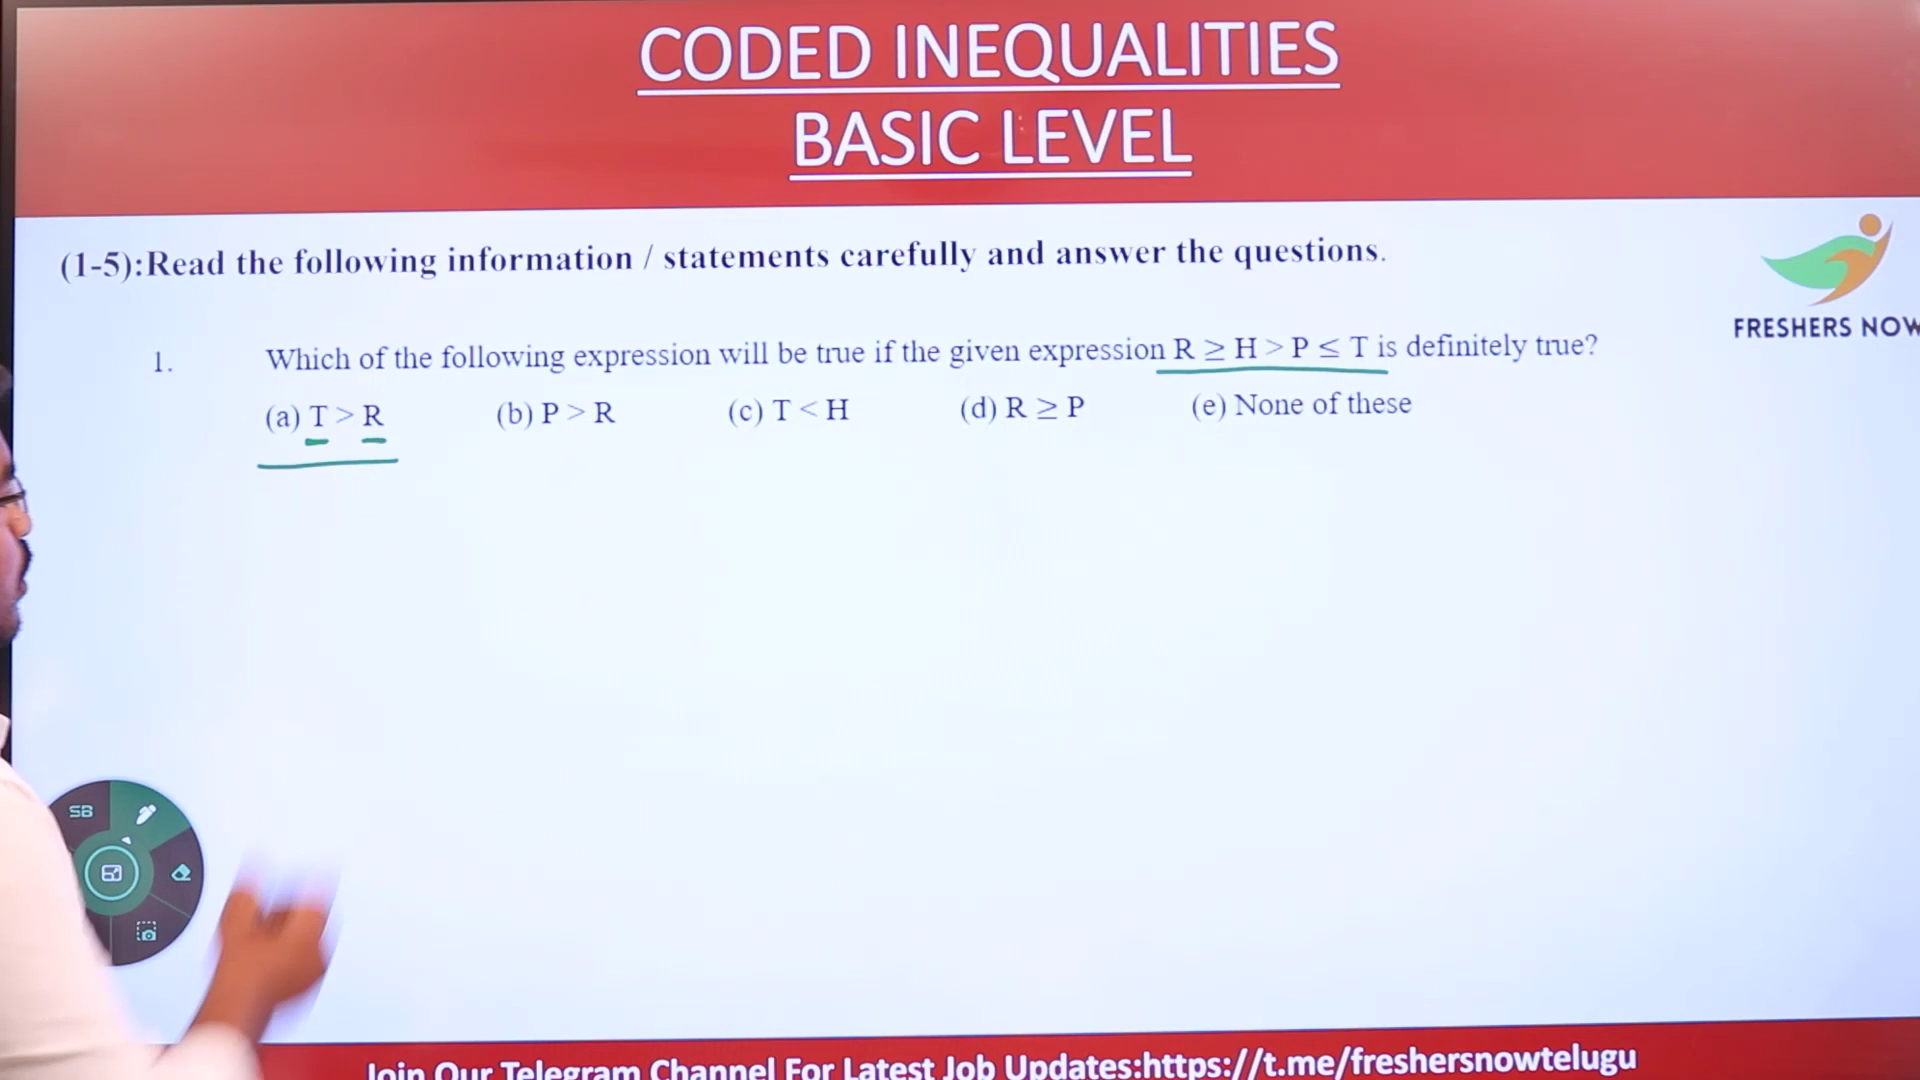 CODED INEQUALITIES
BASIC LEVEL
(1-5):Read the following information / statements carefully and answer the questions.
FRESHERS NOW
1. Which of the following expression will be true if the given expression R ≥ H > P ≤ T is definitely true?
(a) T > R (b) P > R (c) T < H (d) R ≥ P (e) None of these
SB
Join Our Telegram Channel For Latest Job Updates:https://t.me/freshersnowtelugu